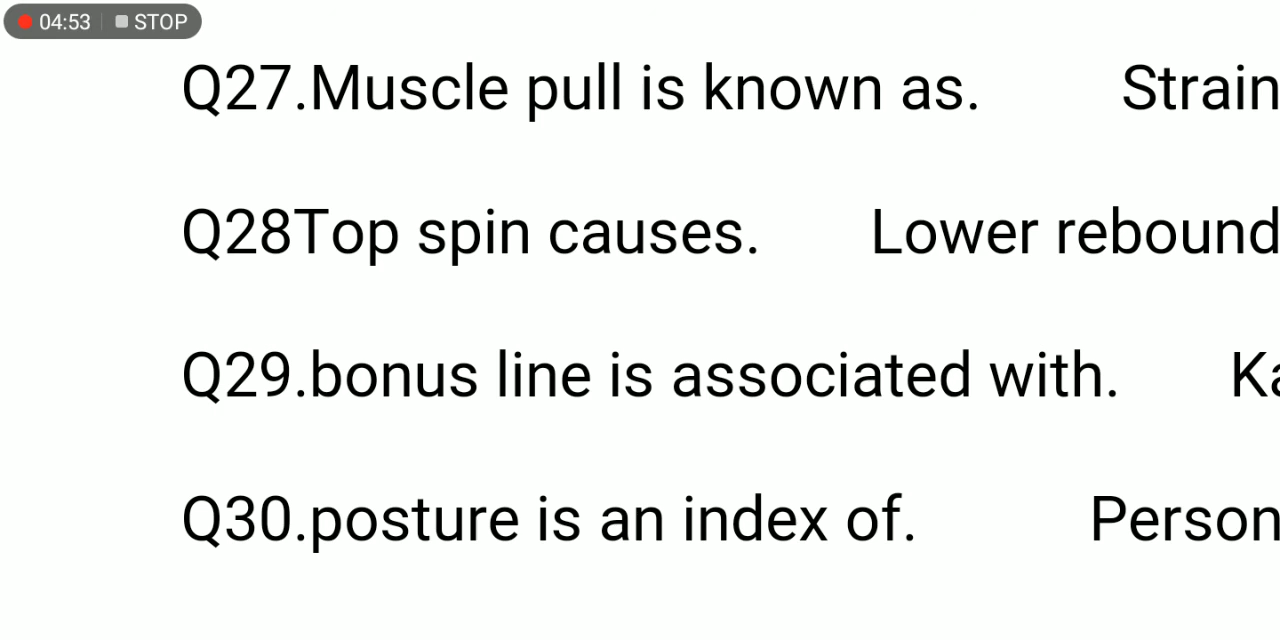 04:53 STOP
Q27.Muscle pull is known as. Strain
Q28Top spin causes. Lower rebound
Q29.bonus line is associated with.
Q30.posture is an index of. Person